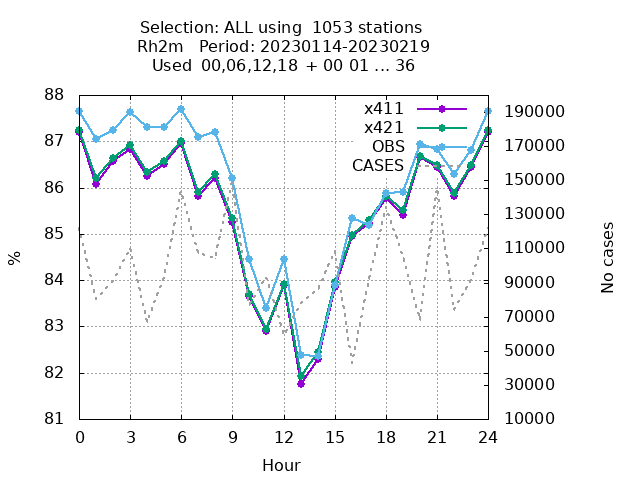 Selection: ALL using  1053 stations
Rh2m   Period: 20230114-20230219
Used  00,06,12,18  + 00 01 ... 36
x411
x421
OBS
CASES
88
87
86
85
84
83
82
81
%
190000
170000
150000
130000
110000
90000
70000
50000
30000
10000
No cases
0 3 6 9 12 15 18 21 24
Hour